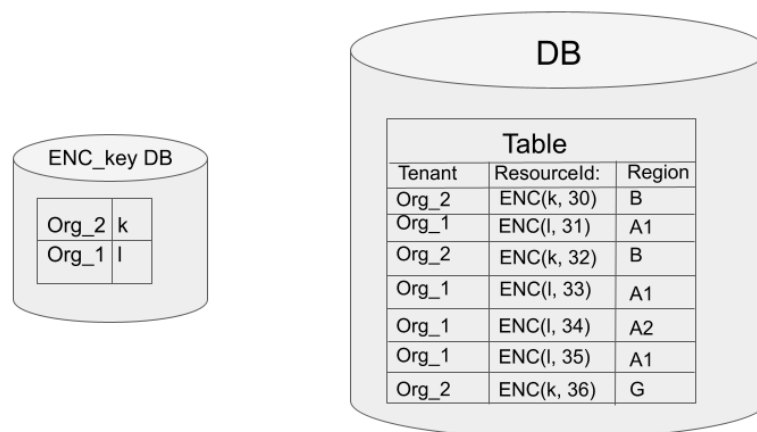 ENC_key DB
Org_2 k
Org_1 l
DB
Table
Tenant ResourceId: Region
Org_2 ENC(k, 30) B
Org_1 ENC(l, 31) A1
Org_2 ENC(k, 32) B
Org_1 ENC(l, 33) A1
Org_1 ENC(l, 34) A2
Org_1 ENC(l, 35) A1
Org_2 ENC(k, 36) G